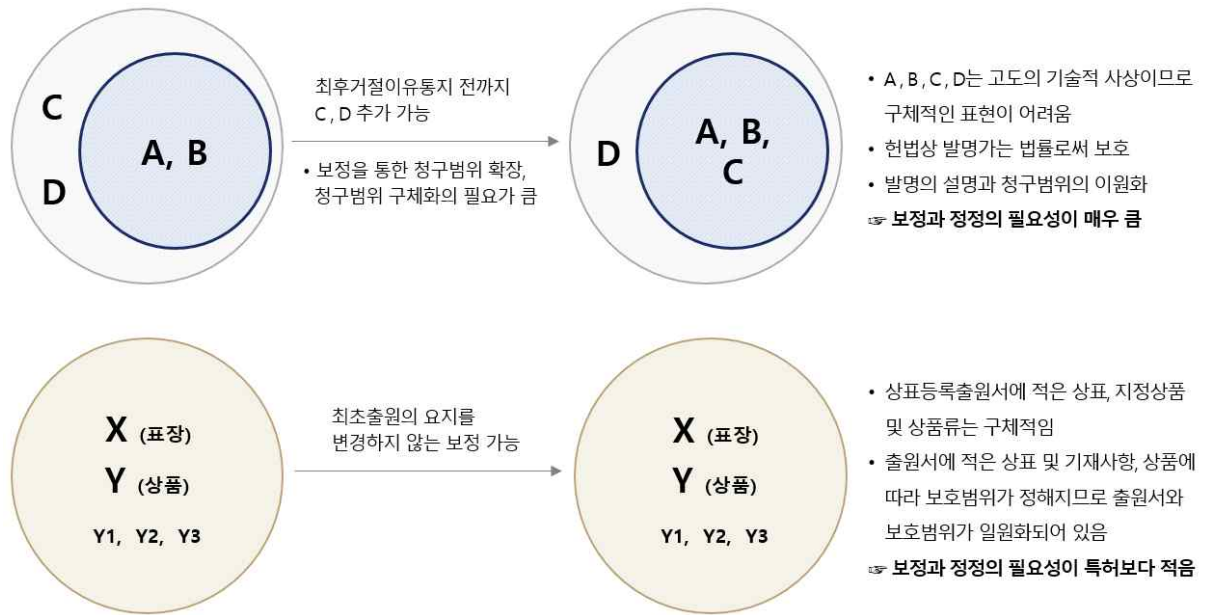 C
D
A, B
최후거절이유통지 전까지
C , D 추가 가능
• 보정을 통한 청구범위 확장,
청구범위 구체화의 필요가 큼
D
A, B,
C
• A , B , C , D는 고도의 기술적 사상이므로
구체적인 표현이 어려움
• 헌법상 발명가는 법률로써 보호
• 발명의 설명과 청구범위의 이원화
☞ 보정과 정정의 필요성이 매우 큼
X (표장)
Y (상품)
Y1, Y2, Y3
최초출원의 요지를
변경하지 않는 보정 가능
X (표장)
Y (상품)
Y1, Y2, Y3
• 상표등록출원서에 적은 상표, 지정상품
및 상품류는 구체적임
• 출원서에 적은 상표 및 기재사항, 상품에
따라 보호범위가 정해지므로 출원서와
보호범위가 일원화되어 있음
☞ 보정과 정정의 필요성이 특허보다 적음